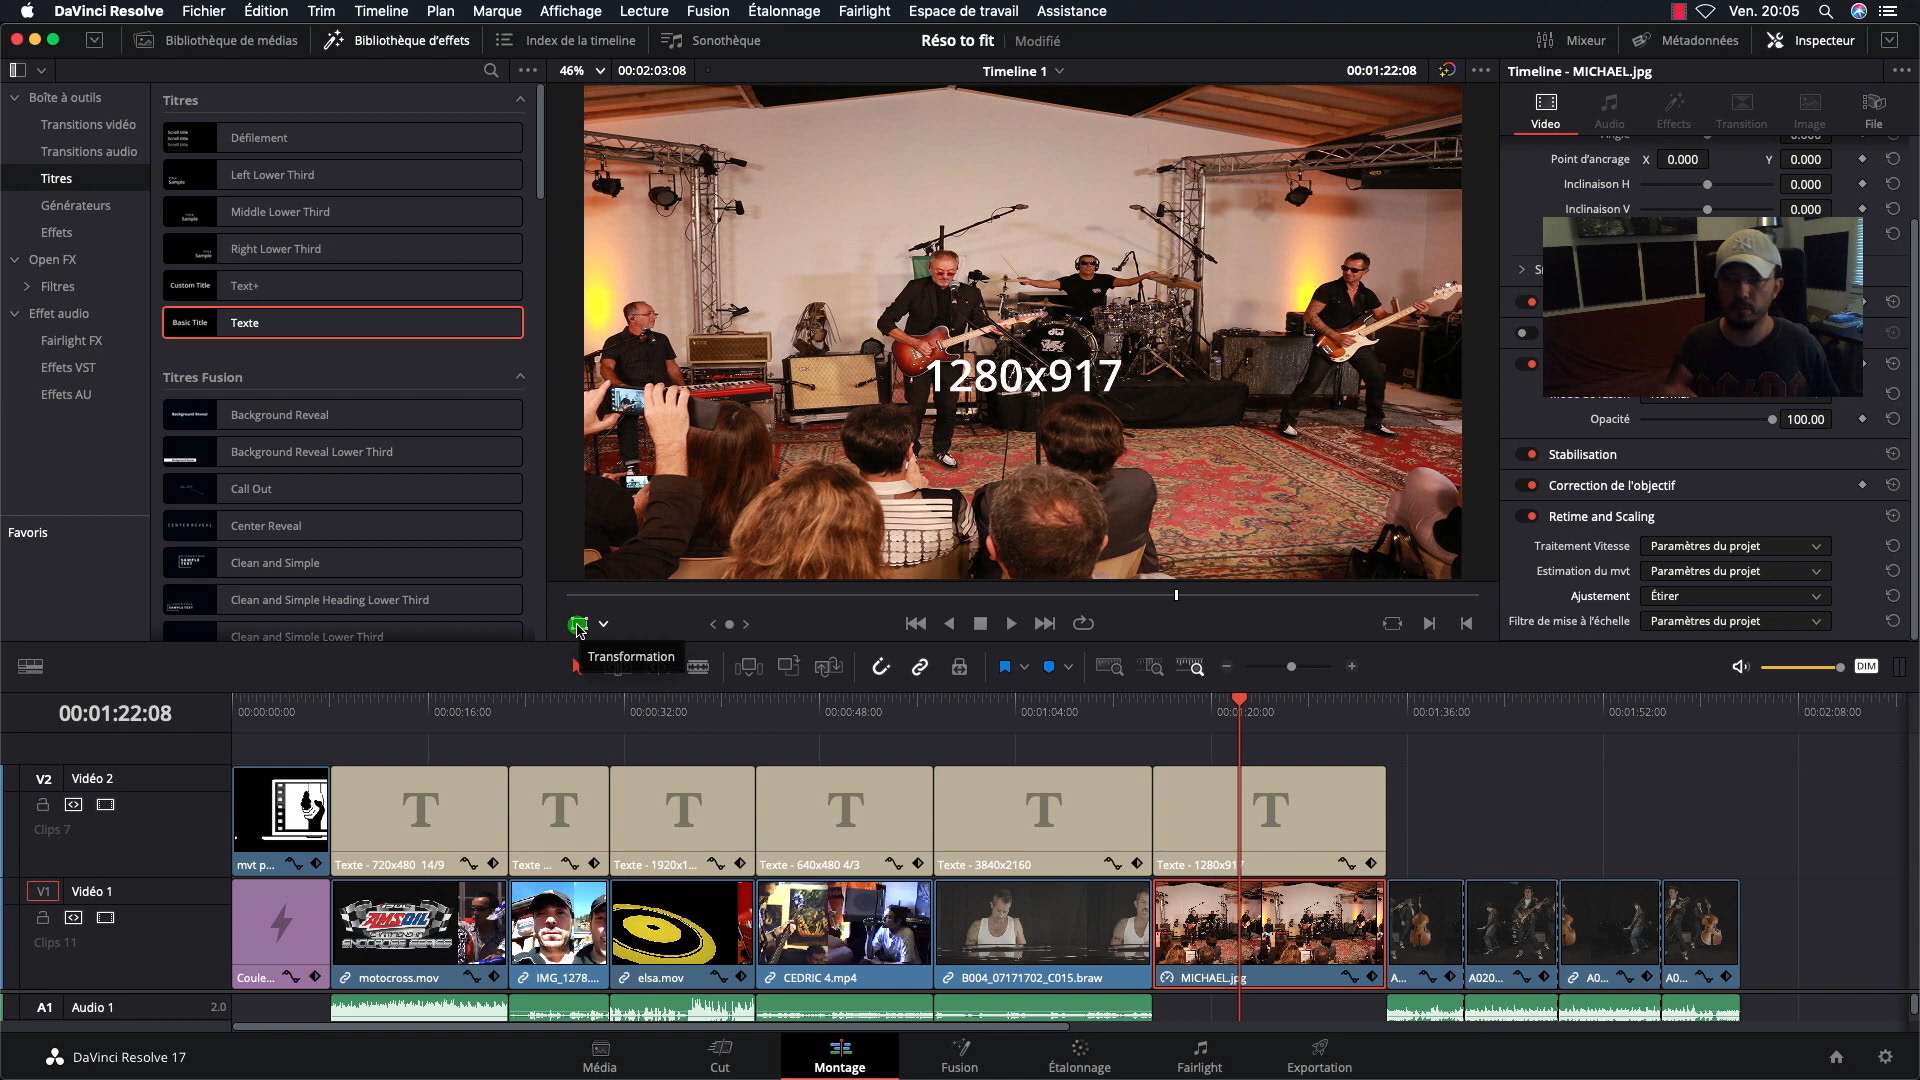 DaVinci Resolve Fichier Édition Trim Timeline Plan Marque Affichage Lecture Fusion Étalonnage Fairlight Espace de travail Assistance Ven. 20:05
Bibliothèque de médias Bibliothèque d'effets Index de la timeline Sonothèque Réso to fit Modifié Mixeur Métadonnées Inspecteur
46% 00:02:03:08 Timeline 1 00:01:22:08 Timeline - MICHAEL.jpg
Boîte à outils
Transitions vidéo
Transitions audio
Titres
Générateurs
Effets
Open FX
Filtres
Effet audio
Fairlight FX
Effets VST
Effets AU
Favoris
Titres
Défilement
Left Lower Third
Middle Lower Third
Right Lower Third
Custom Title Text+
Basic Title Texte
Titres Fusion
Background Reveal
Background Reveal Lower Third
Call Out
Center Reveal
Clean and Simple
Clean and Simple Heading Lower Third
Clean and Simple Lower Third
1280x917
Transformation
Video Audio Effects Transition Image File
Point d'ancrage X 0.000 Y 0.000
Inclinaison H 0.000
Inclinaison V 0.000
Opacité 100.00
Stabilisation
Correction de l'objectif
Retime and Scaling
Traitement Vitesse Paramètres du projet
Estimation du mvt Paramètres du projet
Ajustement Étirer
Filtre de mise à l'échelle Paramètres du projet
DIM
00:01:22:08 00:00:00:00 00:00:16:00 00:00:32:00 00:00:48:00 00:01:04:00 00:01:20:00 00:01:36:00 00:01:52:00 00:02:08:00
V2 Vidéo 2
Clips 7
mvt p... Texte - 720x480 14/9 Texte ... Texte - 1920x1... Texte - 640x480 4/3 Texte - 3840x2160 Texte - 1280x917
V1 Vidéo 1
Clips 11
AMSOIL
SNOCROSS SERIES
Coule... motocross.mov IMG_1278.... elsa.mov CEDRIC 4.mp4 B004_07171702_C015.braw MICHAEL.jpg A... A020... A0... A0...
A1 Audio 1 2.0
DaVinci Resolve 17 Média Cut Montage Fusion Étalonnage Fairlight Exportation